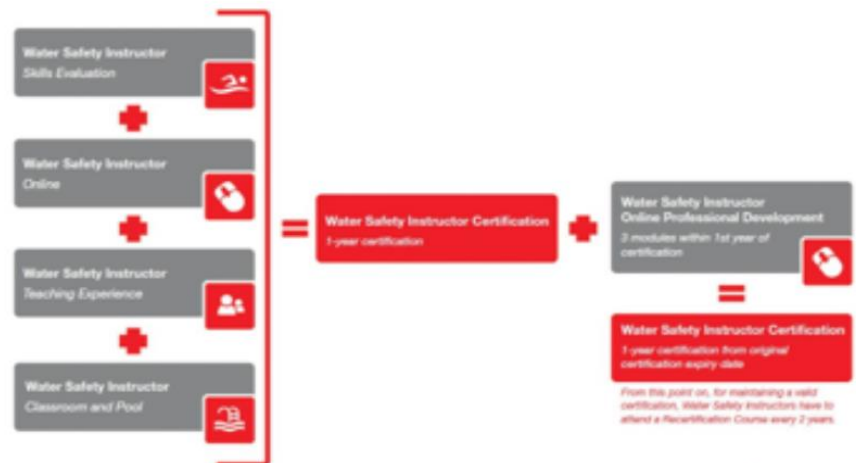 Water Safety Instructor
Skills Evaluation
Water Safety Instructor
Online
Water Safety Instructor
Teaching Experience
Water Safety Instructor
Classroom and Pool
Water Safety Instructor Certification
1-year certification
Water Safety Instructor
Online Professional Development
3 modules within 1st year of
certification
Water Safety Instructor Certification
1-year certification from original
certification expiry date
From this point on, for maintaining a valid
certification, Water Safety Instructors have to
attend a Recertification Course every 2 years.